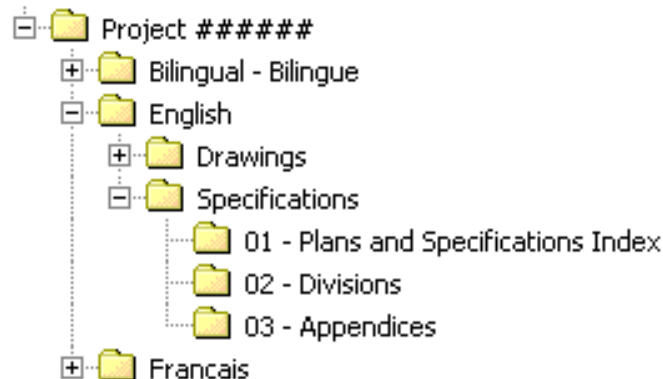 Project ######
Bilingual - Bilingue
English
Drawings
Specifications
01 - Plans and Specifications Index
02 - Divisions
03 - Appendices
Francais